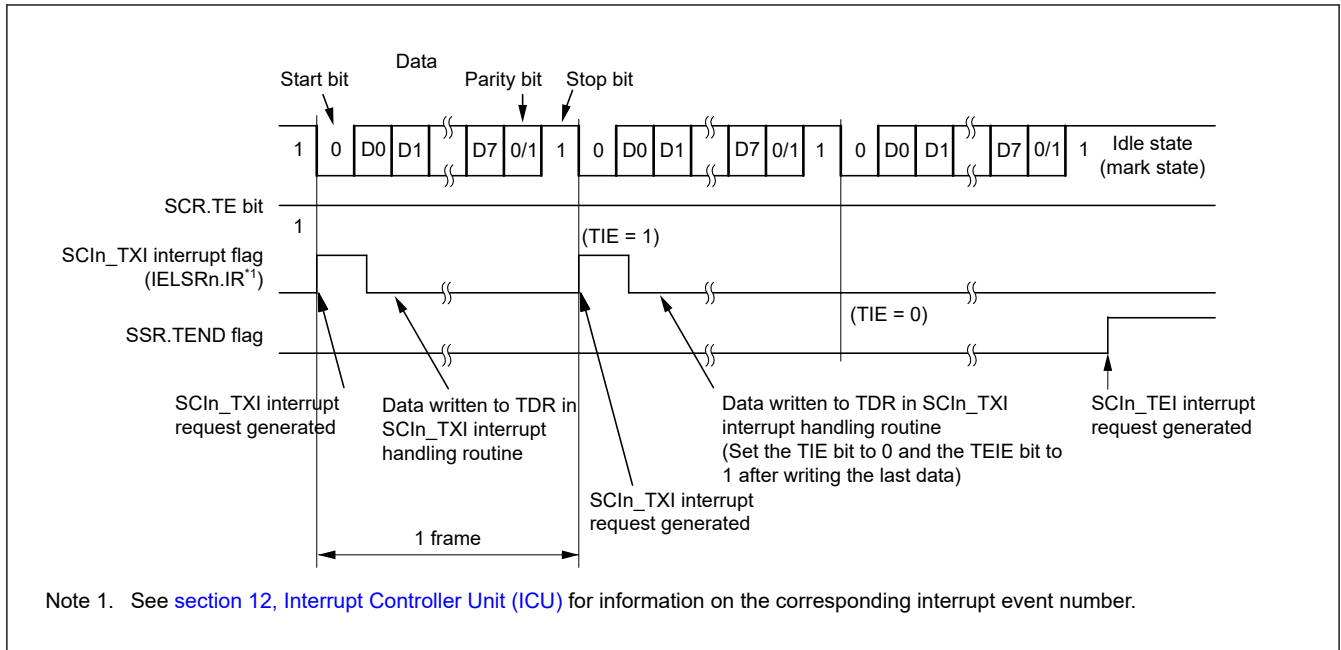 Data
Start bit
Parity bit
Stop bit
1 0 D0 D1 D7 0/1 1 0 D0 D1 D7 0/1 1 0 D0 D1 D7 0/1 1
Idle state
(mark state)
SCR.TE bit
1
SCIn_TXI interrupt flag
(IELSRn.IR*1)
(TIE = 1)
(TIE = 0)
SSR.TEND flag
SCIn_TXI interrupt
request generated
Data written to TDR in
SCIn_TXI interrupt
handling routine
Data written to TDR in SCIn_TXI
interrupt handling routine
(Set the TIE bit to 0 and the TEIE bit to
1 after writing the last data)
SCIn_TEI interrupt
request generated
SCIn_TXI interrupt
request generated
1 frame
Note 1. See section 12, Interrupt Controller Unit (ICU) for information on the corresponding interrupt event number.